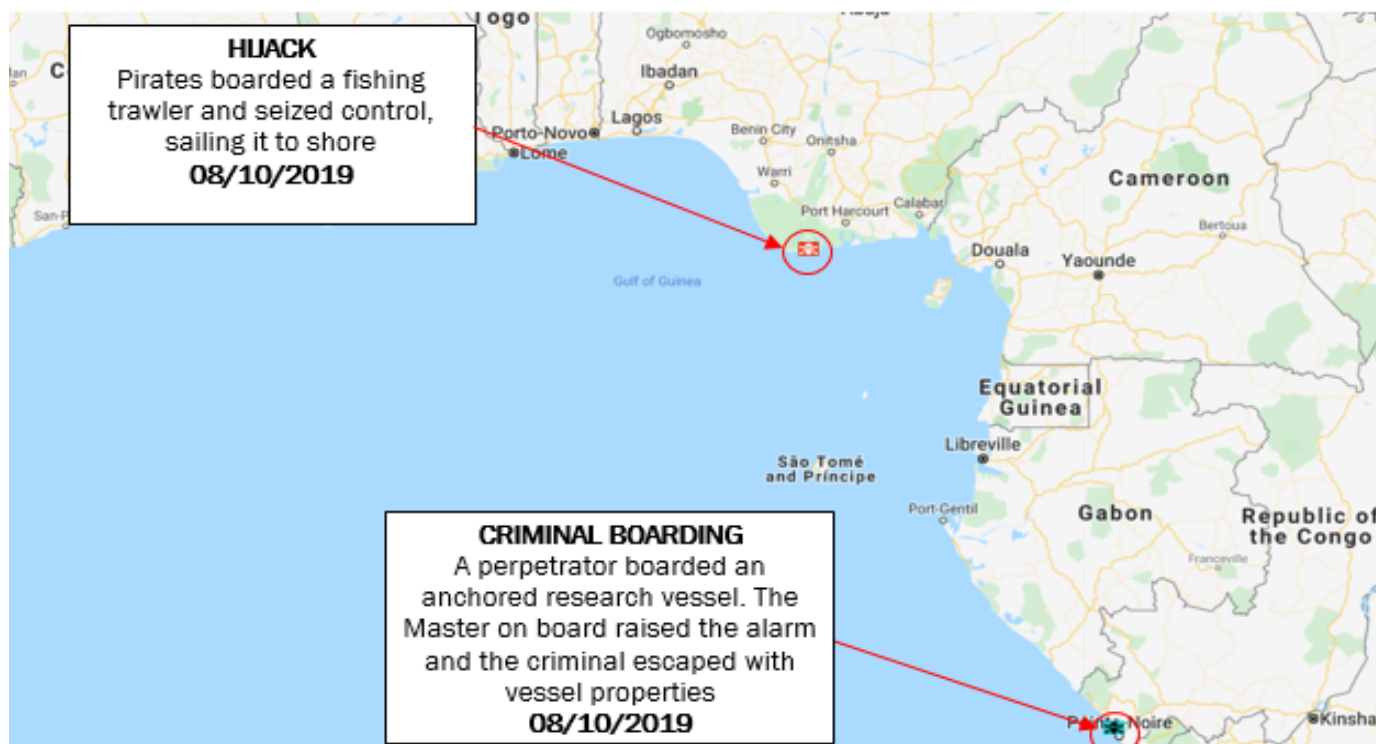 Togo
HIJACK
Pirates boarded a fishing
trawler and seized control,
sailing it to shore
08/10/2019
Ogbomosho
Ibadan
Lagos
Porto-Novo
Lome
Benin City
Onitsha
Warri
Port Harcourt
Calabar
Cameroon
Bertoua
Douala
Yaounde
Gulf of Guinea
Equatorial
Guinea
Libreville
São Tomé
and Príncipe
Port-Gentil
Gabon
Republic of
the Congo
Franceville
CRIMINAL BOARDING
A perpetrator boarded an
anchored research vessel. The
Master on board raised the alarm
and the criminal escaped with
vessel properties
08/10/2019
Noire
Kinsha